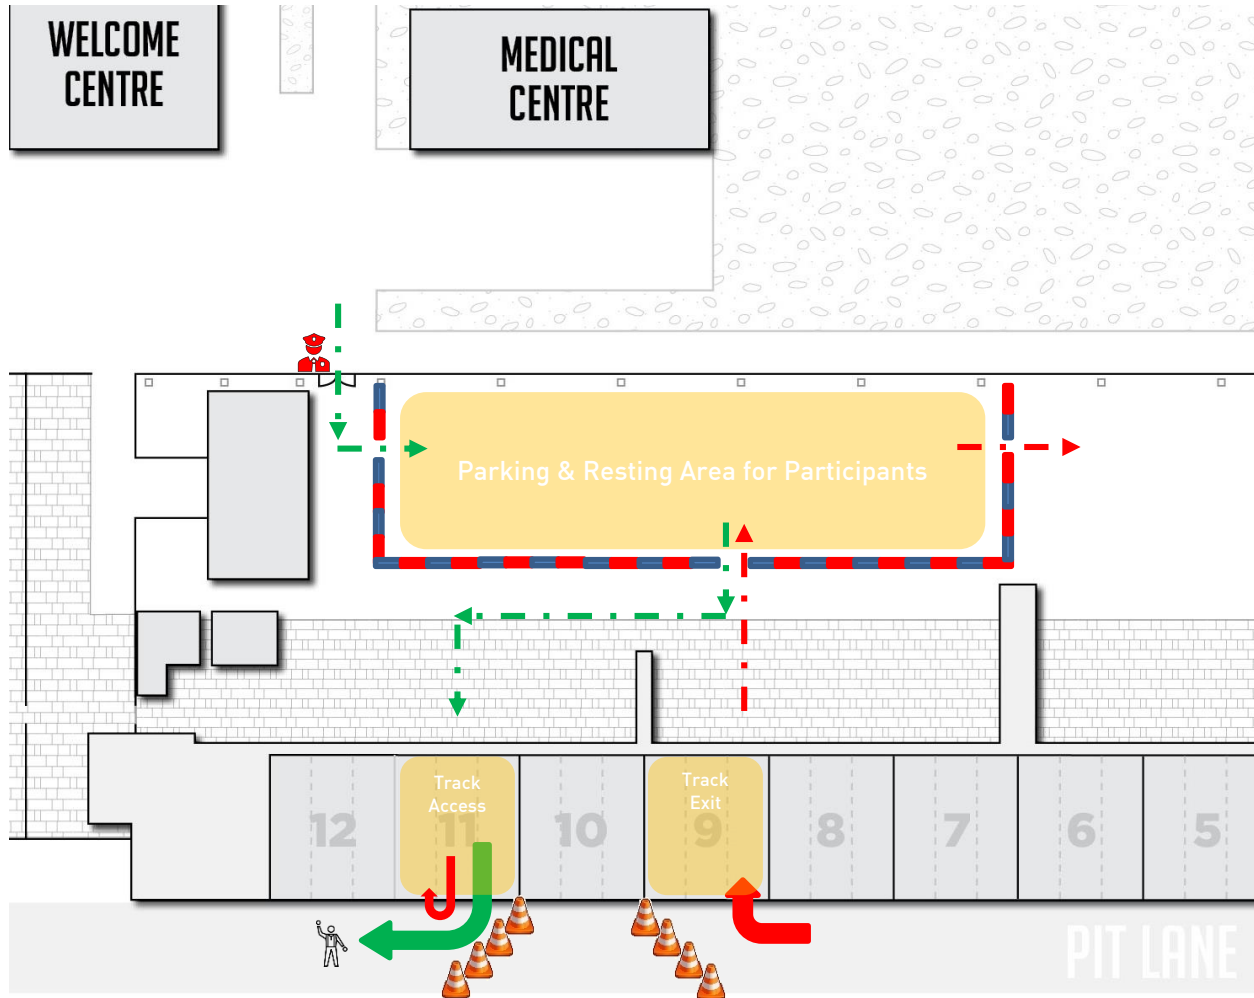 WELCOME
CENTRE
MEDICAL
CENTRE
Parking & Resting Area for Participants
Track
Access
Track
Exit
12
11
10
9
8
7
6
5
PIT LANE